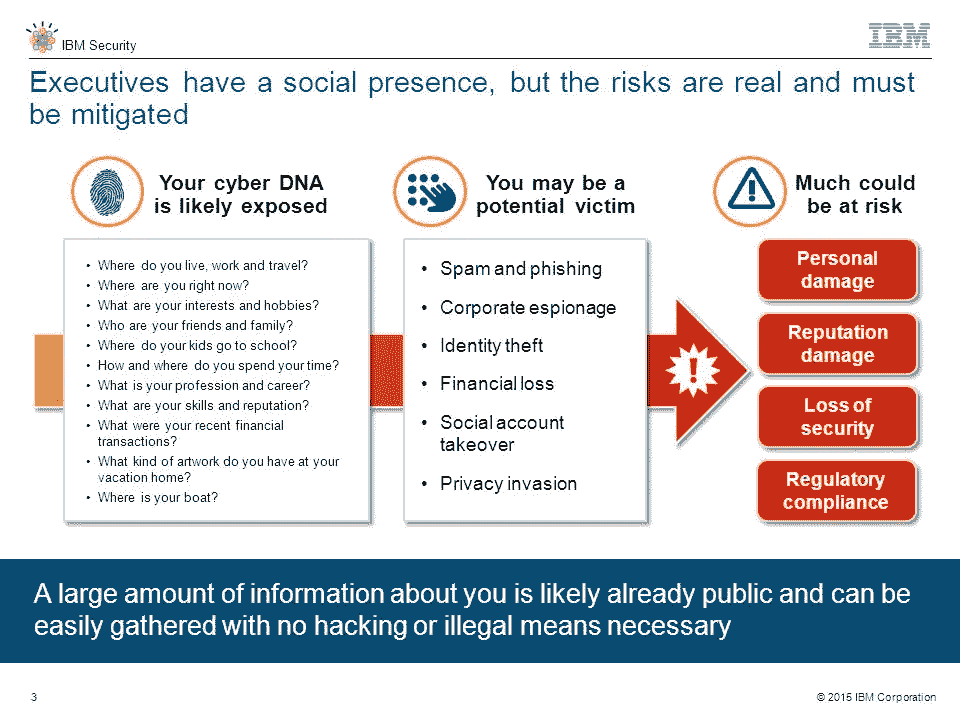 IBM Security
IBM
Executives have a social presence, but the risks are real and must
be mitigated
Your cyber DNA
is likely exposed
• Where do you live, work and travel?
• Where are you right now?
• What are your interests and hobbies?
• Who are your friends and family?
• Where do your kids go to school?
• How and where do you spend your time?
• What is your profession and career?
• What are your skills and reputation?
• What were your recent financial
transactions?
• What kind of artwork do you have at your
vacation home?
• Where is your boat?
You may be a
potential victim
• Spam and phishing
• Corporate espionage
• Identity theft
• Financial loss
• Social account
takeover
• Privacy invasion
Much could
be at risk
Personal
damage
Reputation
damage
Loss of
security
Regulatory
compliance
A large amount of information about you is likely already public and can be
easily gathered with no hacking or illegal means necessary
3
© 2015 IBM Corporation